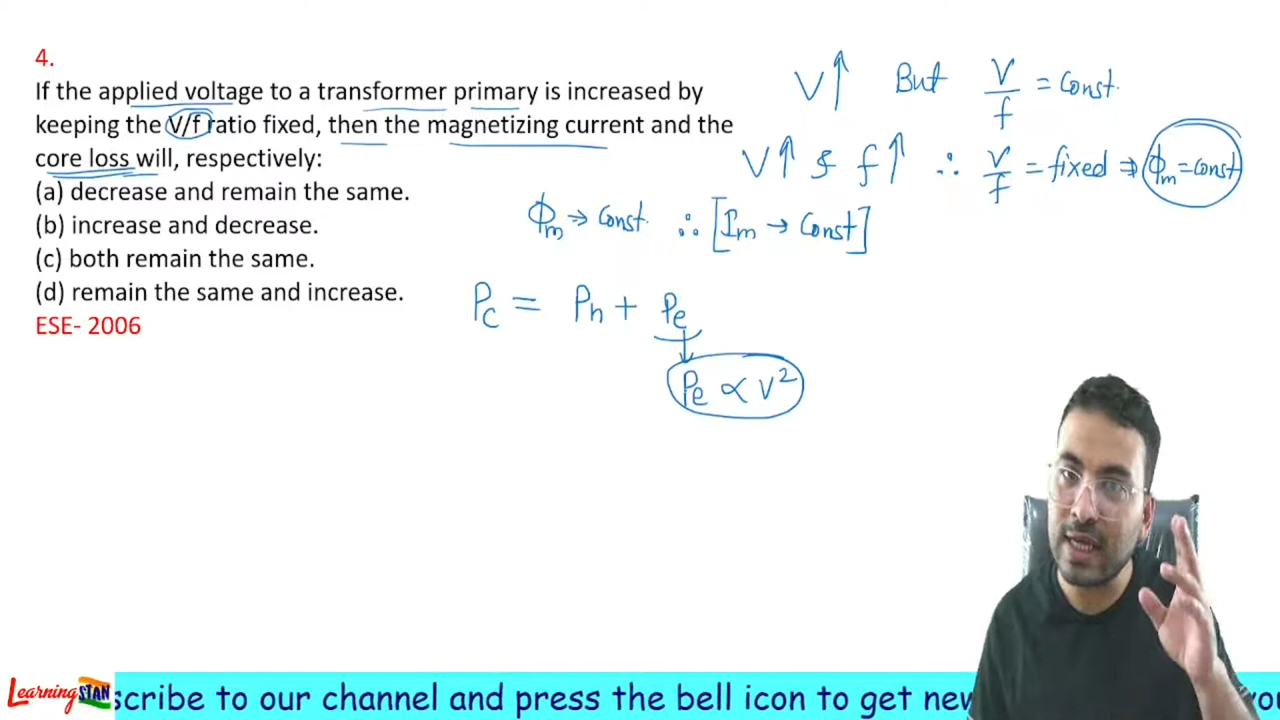 4.
If the applied voltage to a transformer primary is increased by
keeping the V/f ratio fixed, then the magnetizing current and the
core loss will, respectively:
(a) decrease and remain the same.
(b) increase and decrease.
(c) both remain the same.
(d) remain the same and increase.
ESE- 2006
V↑ But V/f = Const.
V↑ & f↑ ∴ V/f = fixed ⇒ ϕm = const
ϕm → Const. ∴ [Im → Const]
Pc = Ph + Pe
Pe ∝ V²
LearningSTAN
scribe to our channel and press the bell icon to get new